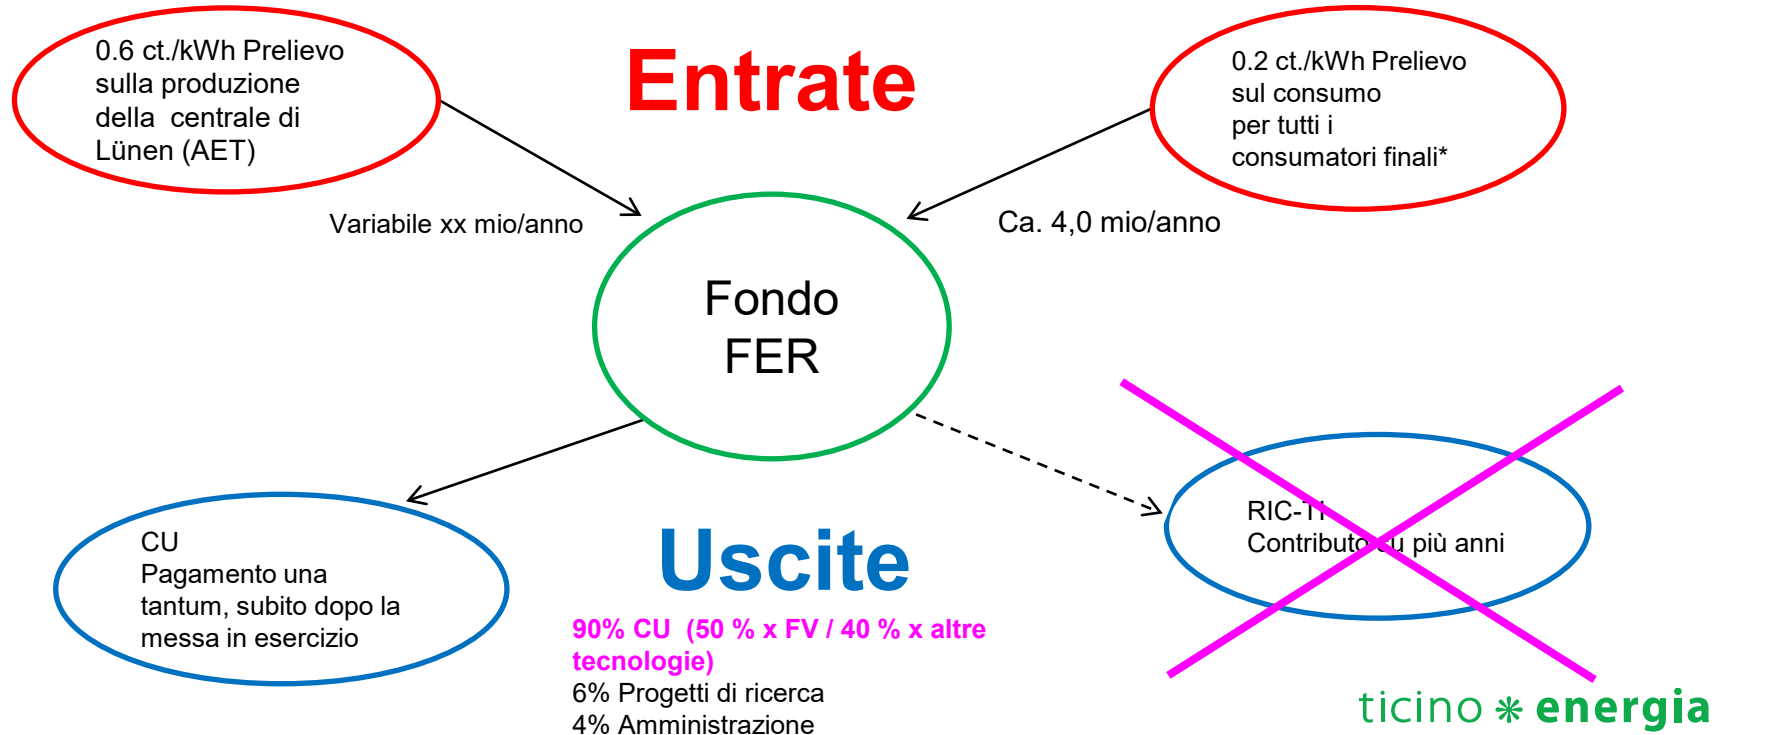 0.6 ct./kWh Prelievo
sulla produzione
della centrale di
Lünen (AET)
Entrate
0.2 ct./kWh Prelievo
sul consumo
per tutti i
consumatori finali*
Variabile xx mio/anno
Ca. 4,0 mio/anno
Fondo
FER
CU
Pagamento una
tantum, subito dopo la
messa in esercizio
Uscite
90% CU (50 % x FV / 40 % x altre
tecnologie)
6% Progetti di ricerca
4% Amministrazione
RIC-TI
Contributo su più anni
ticino energia